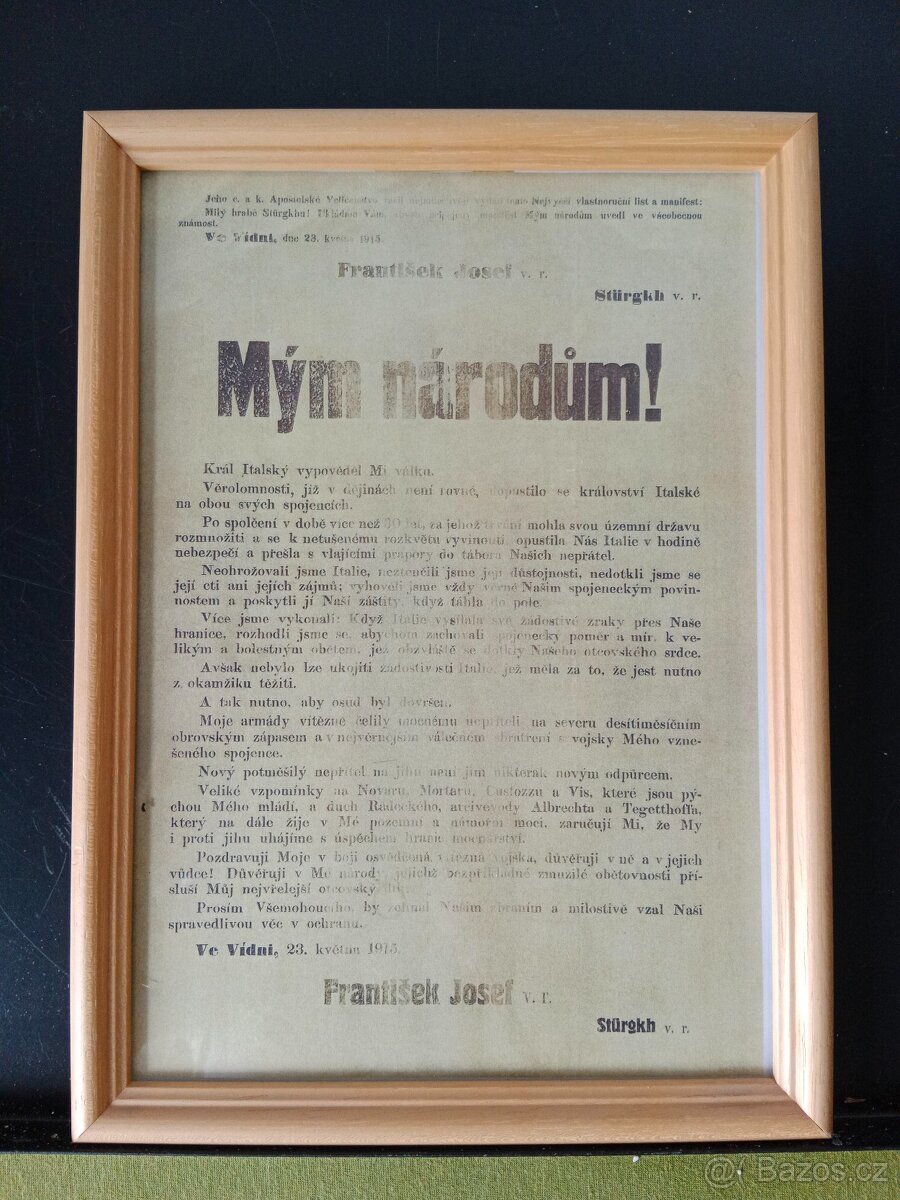 Jeho c. a k. Apoštolské Veličenstvo nejmilostivěji vydati tento Nejvyšší vlastnoruční list a manifest:
Milý hrabě Stürgkhu! Ukládám Vám, abyste manifest Mým národům uvedl ve všeobecnou
známost.
Ve Vídni, dne 23. května 1915.
František Josef v. r.
Stürgkh v. r.
Mým národům!
Král Italský vypověděl Mi válku.
Věrolomnosti, jíž v dějinách není rovné, dopustilo se království Italské
na obou svých spojencích.
Po spolčení v době více než 30 let, za jehož trvání mohla svou územní državu
rozmnožiti a se k netušenému rozkvětu vyvinouti, opustila Nás Italie v hodině
nebezpečí a přešla s vlajícími prapory do tábora Našich nepřátel.
Neohrožovali jsme Italie, neztenčili jsme její důstojnosti, nedotkli jsme se
její cti ani jejích zájmů; vyhověli jsme vždy věrně Našim spojeneckým povin-
nostem a poskytli jí Naší záštity, když táhla do pole.
Více jsme vykonali: Když Italie vysílala své žádostivé zraky přes Naše
hranice, rozhodli jsme se, abychom zachovali spojenecký poměr a mír, k ve-
likým a bolestným obětem, jež obzvláště se dotkly Našeho otcovského srdce.
Avšak nebylo lze ukojiti žádostivosti Italie, jež měla za to, že jest nutno
z okamžiku těžiti.
A tak nutno, aby osud byl dovršen.
Moje armády vítězně čelily mocnému nepříteli na severu desítiměsíčním
obrovským zápasem a v nejvěrnějším válečném sbratření s vojsky Mého vzne-
šeného spojence.
Nový potměšilý nepřítel na jihu není jim nikterak novým odpůrcem.
Veliké vzpomínky na Novaru, Mortaru, Custozzu a Vis, které jsou pý-
chou Mého mládí, a duch Radeckého, arcivevody Albrechta a Tegetthoffa,
který na dále žije v Mé pozemní a námořní moci, zaručují Mi, že My
i proti jihu uhájíme s úspěchem hranic mocnářství.
Pozdravuji Moje v boji osvědčená, vítězná vojska, důvěřuji v ně a v jejich
vůdce! Důvěřuji v Mé národy, jejichž bezpříkladné zmužilé obětovnosti pří-
sluší Můj nejvřelejší otcovský dík.
Prosím Všemohoucího, by žehnal Našim zbraním a milostivě vzal Naši
spravedlivou věc v ochranu.
Ve Vídni, 23. května 1915.
František Josef v. r.
Stürgkh v. r.
Bazos.cz